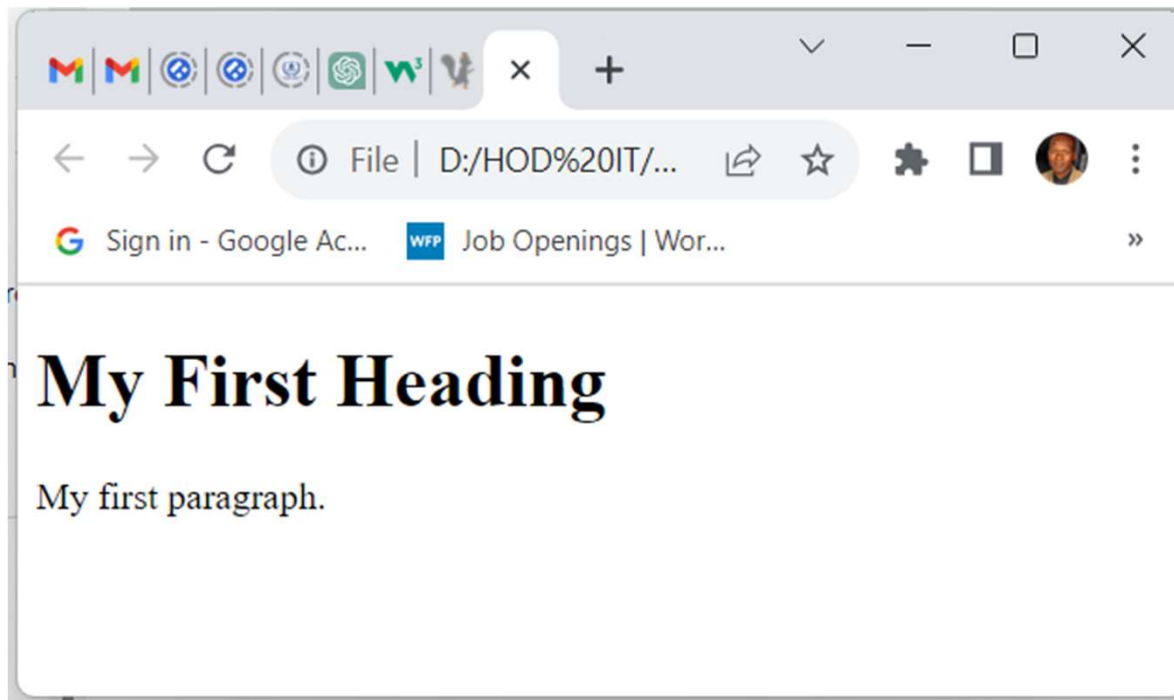 File | D:/HOD%20IT/...
Sign in - Google Ac... WFP Job Openings | Wor... »
My First Heading
My first paragraph.